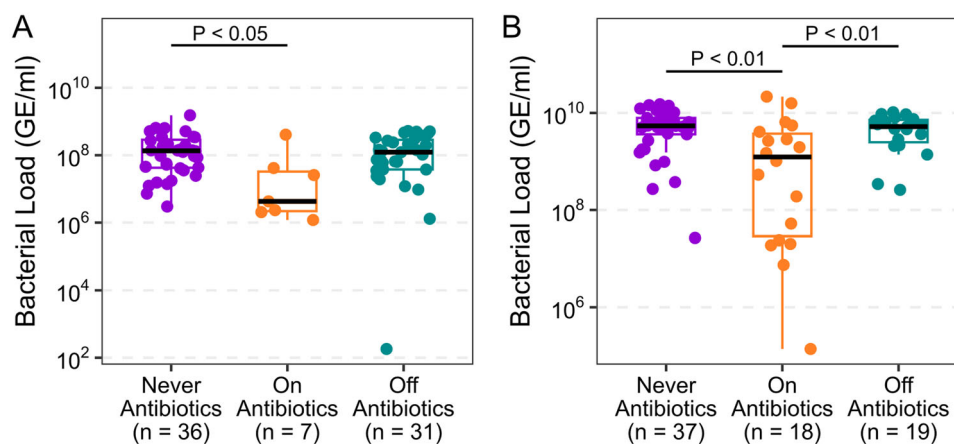 A
P < 0.05
Bacterial Load (GE/ml)
10^10
10^8
10^6
10^4
10^2
Never
Antibiotics
(n = 36)
On
Antibiotics
(n = 7)
Off
Antibiotics
(n = 31)
B
P < 0.01
P < 0.01
Bacterial Load (GE/ml)
10^10
10^8
10^6
Never
Antibiotics
(n = 37)
On
Antibiotics
(n = 18)
Off
Antibiotics
(n = 19)